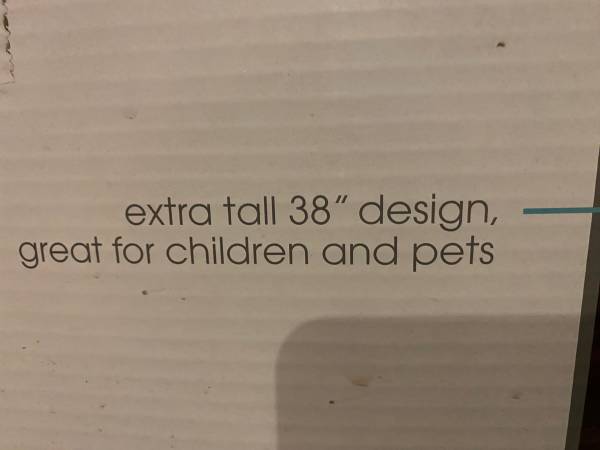 extra tall 38" design,
great for children and pets